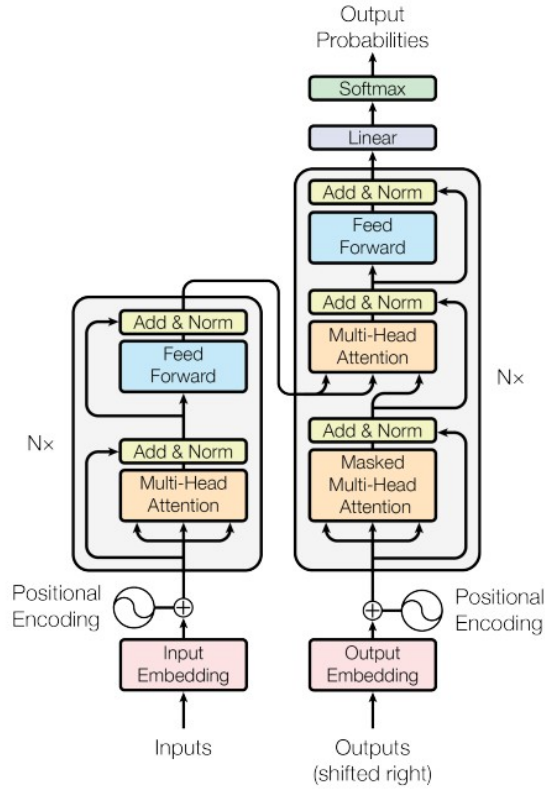 Output
Probabilities
Softmax
Linear
Add & Norm
Feed
Forward
Add & Norm
Multi-Head
Attention
Nx
Add & Norm
Masked
Multi-Head
Attention
Add & Norm
Feed
Forward
N×
Add & Norm
Multi-Head
Attention
Positional
Encoding
Positional
Encoding
Input
Embedding
Output
Embedding
Inputs
Outputs
(shifted right)